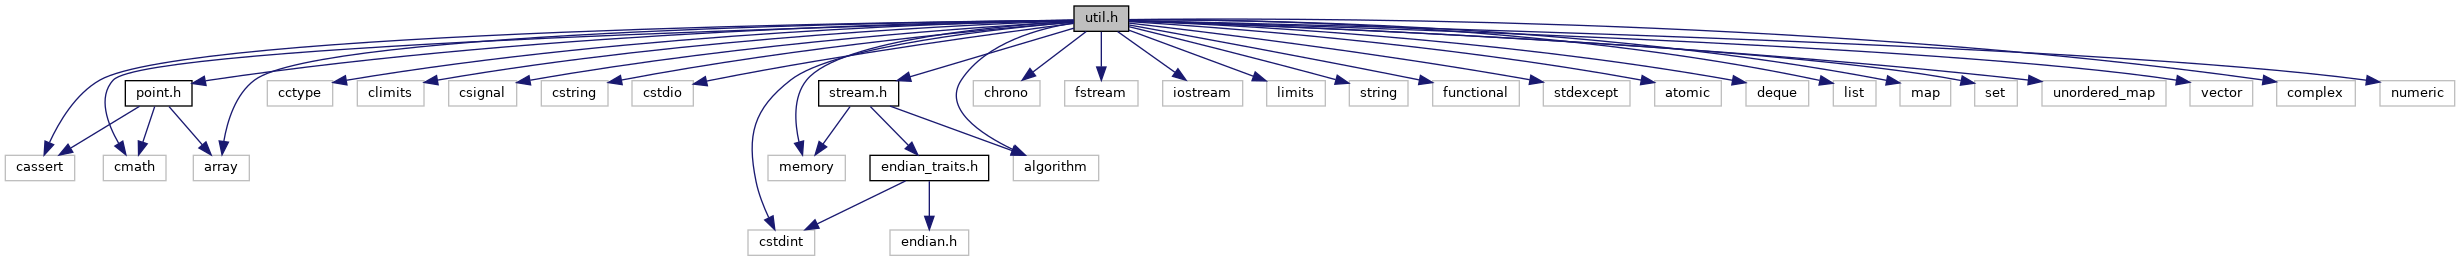 util.h
point.h
cctype
climits
csignal
cstring
cstdio
stream.h
chrono
fstream
iostream
limits
string
functional
stdexcept
atomic
deque
list
map
set
unordered_map
vector
complex
numeric
cassert
cmath
array
memory
endian_traits.h
algorithm
cstdint
endian.h